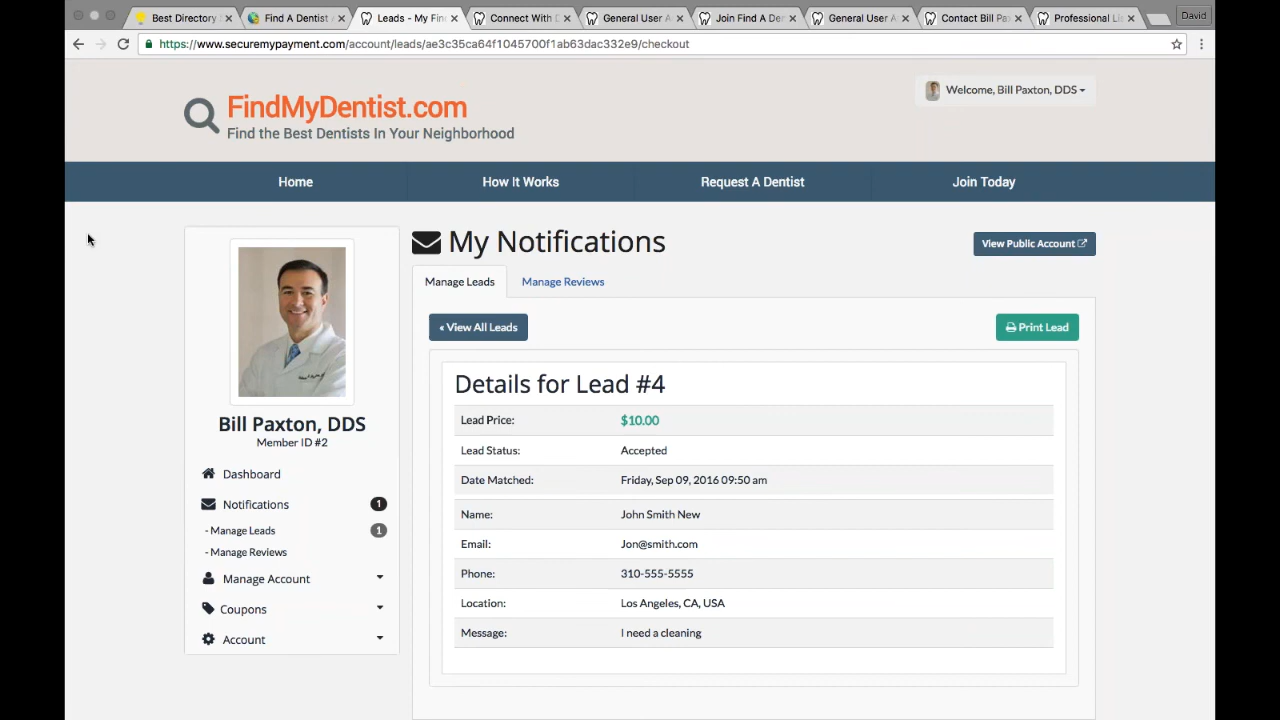 Best Directory
Find A Dentist
Leads - My Fin
Connect With
General User A
Join Find A De
General User A
Contact Bill Pa
Professional Li
David
https://www.securemypayment.com/account/leads/ae3c35ca64f1045700f1ab63dac332e9/checkout
FindMyDentist.com
Find the Best Dentists In Your Neighborhood
Welcome, Bill Paxton, DDS
Home
How It Works
Request A Dentist
Join Today
My Notifications
View Public Account
Manage Leads
Manage Reviews
« View All Leads
Print Lead
Bill Paxton, DDS
Member ID #2
Dashboard
Notifications 1
- Manage Leads 1
- Manage Reviews
Manage Account
Coupons
Account
Details for Lead #4
Lead Price: $10.00
Lead Status: Accepted
Date Matched: Friday, Sep 09, 2016 09:50 am
Name: John Smith New
Email: Jon@smith.com
Phone: 310-555-5555
Location: Los Angeles, CA, USA
Message: I need a cleaning